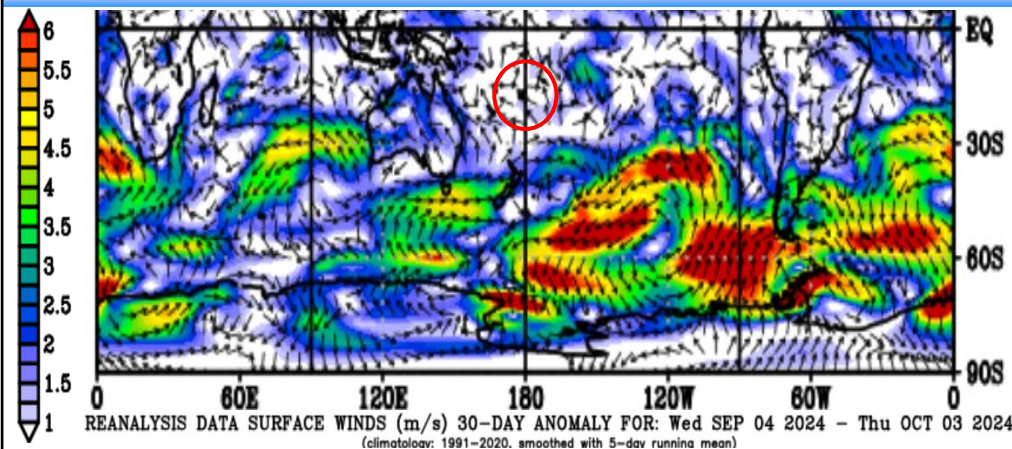 6
5.5
5
4.5
4
3.5
3
2.5
2
1.5
1
EQ
30S
60S
90S
0 60E 120E 180 120W 60W 0
REANALYSIS DATA SURFACE WINDS (m/s) 30-DAY ANOMALY FOR: Wed SEP 04 2024 – Thu OCT 03 2024
(climatology: 1991–2020, smoothed with 5-day running mean)